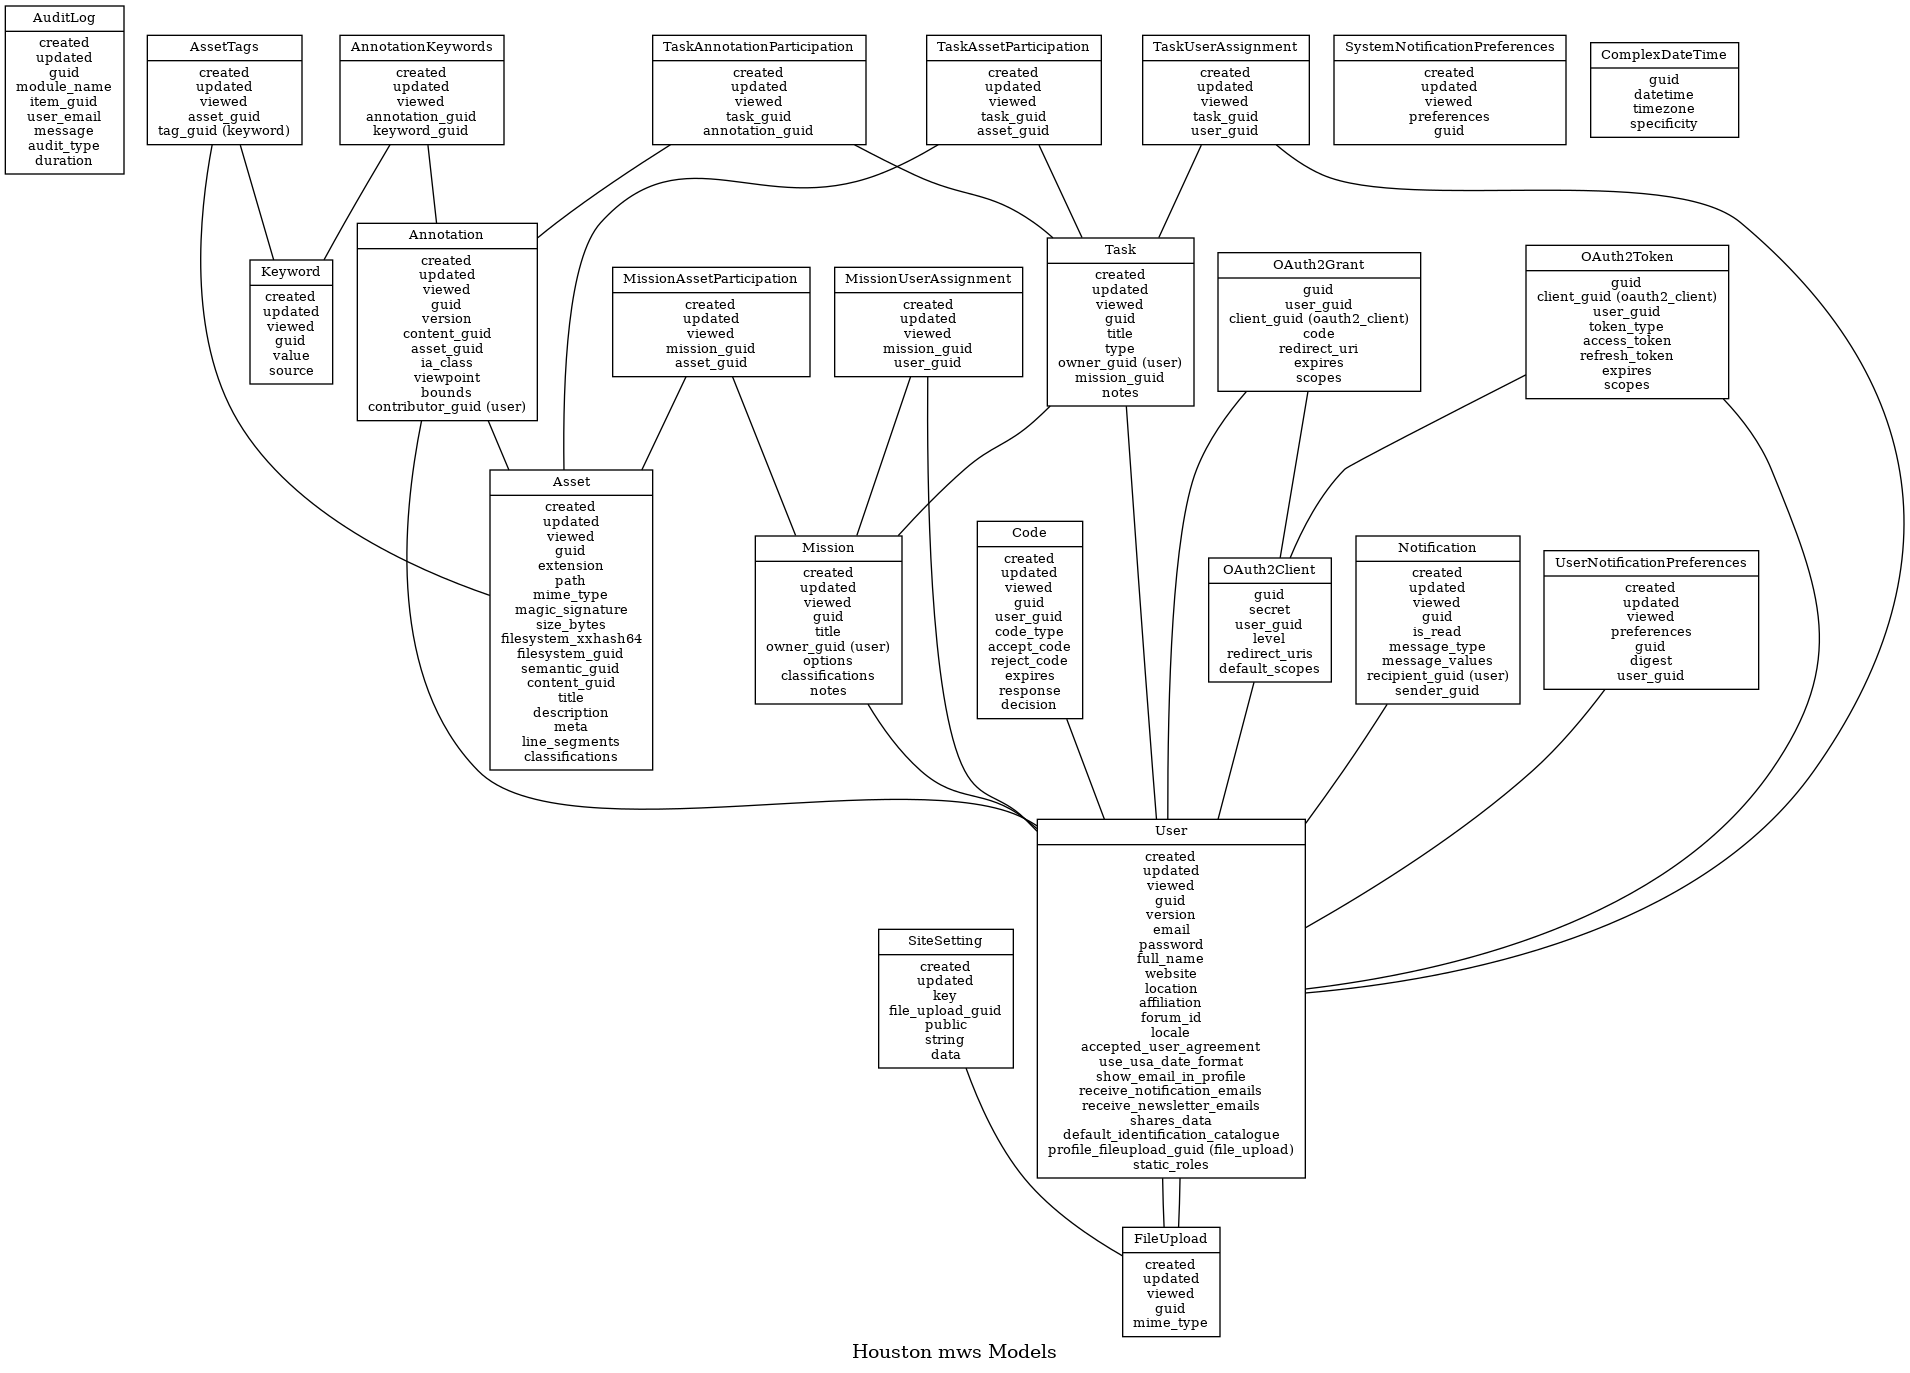 AuditLog
created
updated
guid
module_name
item_guid
user_email
message
audit_type
duration
AssetTags
created
updated
viewed
asset_guid
tag_guid (keyword)
AnnotationKeywords
created
updated
viewed
annotation_guid
keyword_guid
TaskAnnotationParticipation
created
updated
viewed
task_guid
annotation_guid
TaskAssetParticipation
created
updated
viewed
task_guid
asset_guid
TaskUserAssignment
created
updated
viewed
task_guid
user_guid
SystemNotificationPreferences
created
updated
viewed
preferences
guid
ComplexDateTime
guid
datetime
timezone
specificity
Keyword
created
updated
viewed
guid
value
source
Annotation
created
updated
viewed
guid
version
content_guid
asset_guid
ia_class
viewpoint
bounds
contributor_guid (user)
MissionAssetParticipation
created
updated
viewed
mission_guid
asset_guid
MissionUserAssignment
created
updated
viewed
mission_guid
user_guid
Task
created
updated
viewed
guid
title
type
owner_guid (user)
mission_guid
notes
OAuth2Grant
guid
user_guid
client_guid (oauth2_client)
code
redirect_uri
expires
scopes
OAuth2Token
guid
client_guid (oauth2_client)
user_guid
token_type
access_token
refresh_token
expires
scopes
Asset
created
updated
viewed
guid
extension
path
mime_type
magic_signature
size_bytes
filesystem_xxhash64
filesystem_guid
semantic_guid
content_guid
title
description
meta
line_segments
classifications
Mission
created
updated
viewed
guid
title
owner_guid (user)
options
classifications
notes
Code
created
updated
viewed
guid
user_guid
code_type
accept_code
reject_code
expires
response
decision
OAuth2Client
guid
secret
user_guid
level
redirect_uris
default_scopes
Notification
created
updated
viewed
guid
is_read
message_type
message_values
recipient_guid (user)
sender_guid
UserNotificationPreferences
created
updated
viewed
preferences
guid
digest
user_guid
SiteSetting
created
updated
key
file_upload_guid
public
string
data
User
created
updated
viewed
guid
version
email
password
full_name
website
location
affiliation
forum_id
locale
accepted_user_agreement
use_usa_date_format
show_email_in_profile
receive_notification_emails
receive_newsletter_emails
shares_data
default_identification_catalogue
profile_fileupload_guid (file_upload)
static_roles
FileUpload
created
updated
viewed
guid
mime_type
Houston mws Models